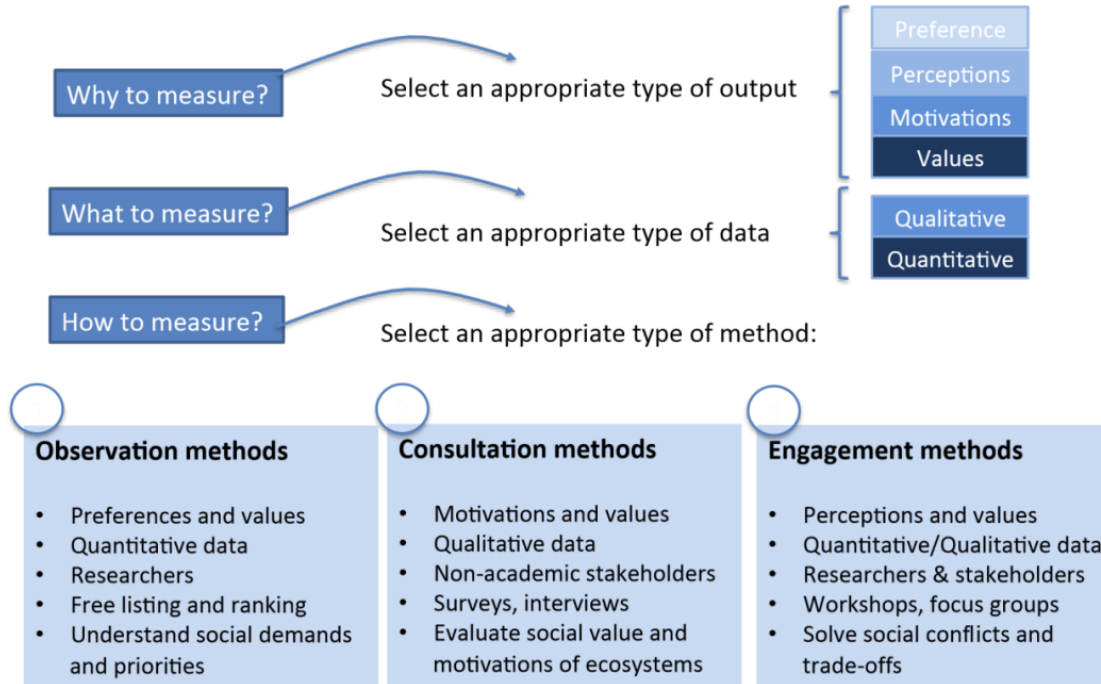 Preference
Why to measure?
Select an appropriate type of output
Perceptions
Motivations
Values
What to measure?
Select an appropriate type of data
Qualitative
Quantitative
How to measure?
Select an appropriate type of method:
1
2
3
Observation methods
• Preferences and values
• Quantitative data
• Researchers
• Free listing and ranking
• Understand social demands
and priorities
Consultation methods
• Motivations and values
• Qualitative data
• Non-academic stakeholders
• Surveys, interviews
• Evaluate social value and
motivations of ecosystems
Engagement methods
• Perceptions and values
• Quantitative/Qualitative data
• Researchers & stakeholders
• Workshops, focus groups
• Solve social conflicts and
trade-offs